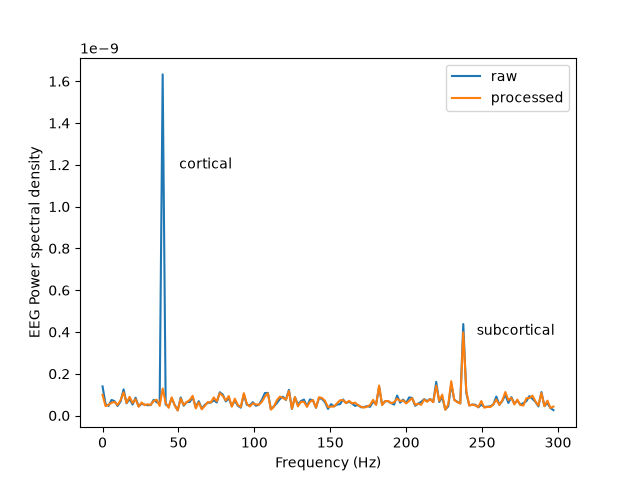 1e−9
raw
processed
1.6
1.4
1.2
1.0
0.8
0.6
0.4
0.2
0.0
EEG Power spectral density
cortical
subcortical
0 50 100 150 200 250 300
Frequency (Hz)